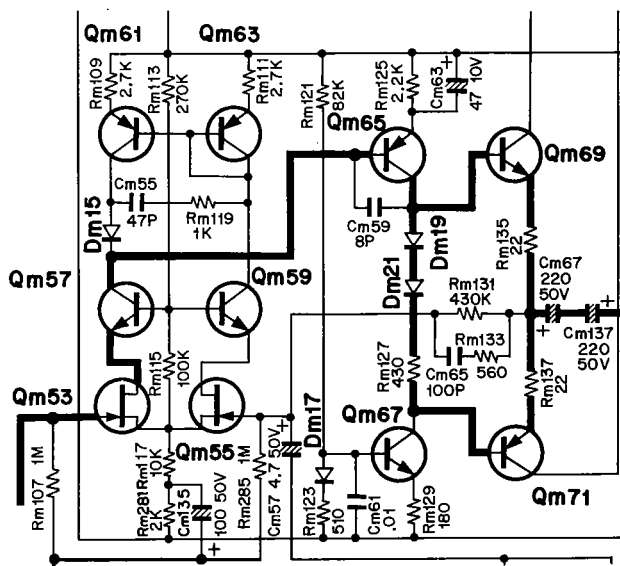 Qm61
Qm63
Rm109
2.7K
Rm113
270K
Rm111
2.7K
Rm121
82K
Rm125
2.2K
Cm63
47 10V
+
Qm65
Qm69
Cm55
47P
Rm119
1K
Dm15
Cm59
8P
Dm19
Rm135
22
Cm67
220
50V
+
+
Cm137
220
50V
Qm57
Qm59
Dm21
Rm131
430K
Rm133
560
Cm65
100P
Rm127
430
Rm115
100K
Rm137
22
Qm53
Qm55
Dm17
Qm67
Qm71
Rm107 1M
Rm117
10K
Rm281
2K
Cm135
100 50V
+
Rm285 1M
Cm57 4.7 50V
+
Rm123
510
Cm61
.01
Rm129
180